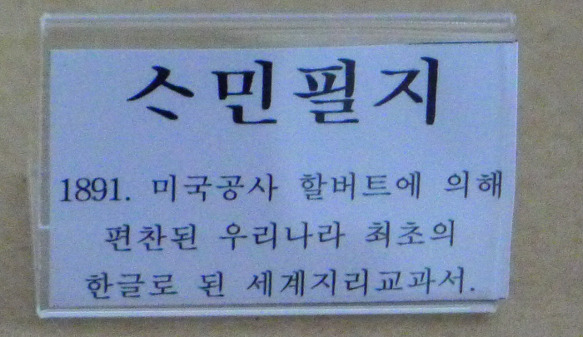 ᄉᆞ민필지
1891. 미국공사 할버트에 의해
편찬된 우리나라 최초의
한글로 된 세계지리교과서.